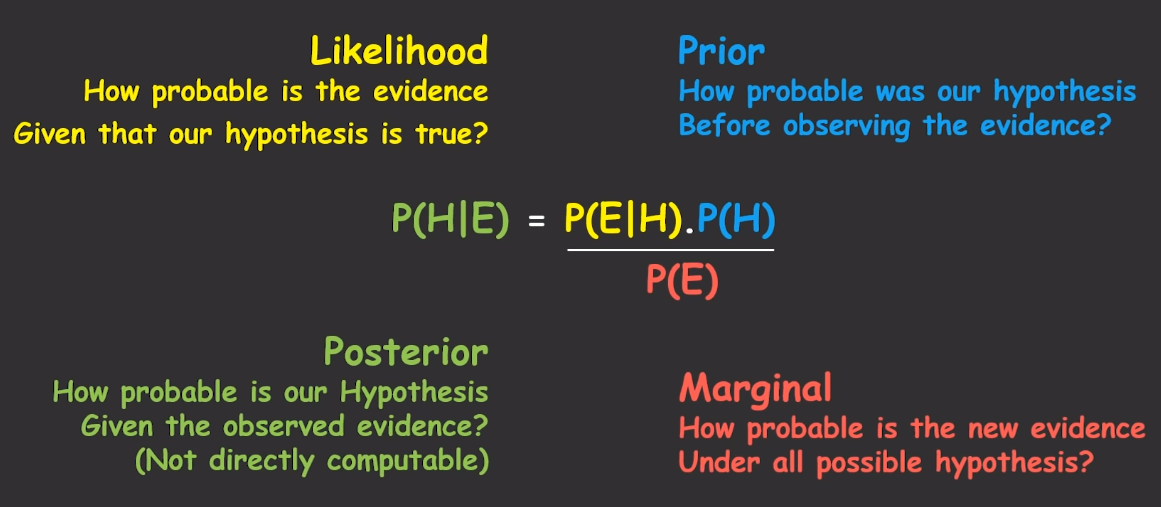 Likelihood
How probable is the evidence
Given that our hypothesis is true?
Prior
How probable was our hypothesis
Before observing the evidence?
P(H|E) = P(E|H).P(H)
P(E)
Posterior
How probable is our Hypothesis
Given the observed evidence?
(Not directly computable)
Marginal
How probable is the new evidence
Under all possible hypothesis?